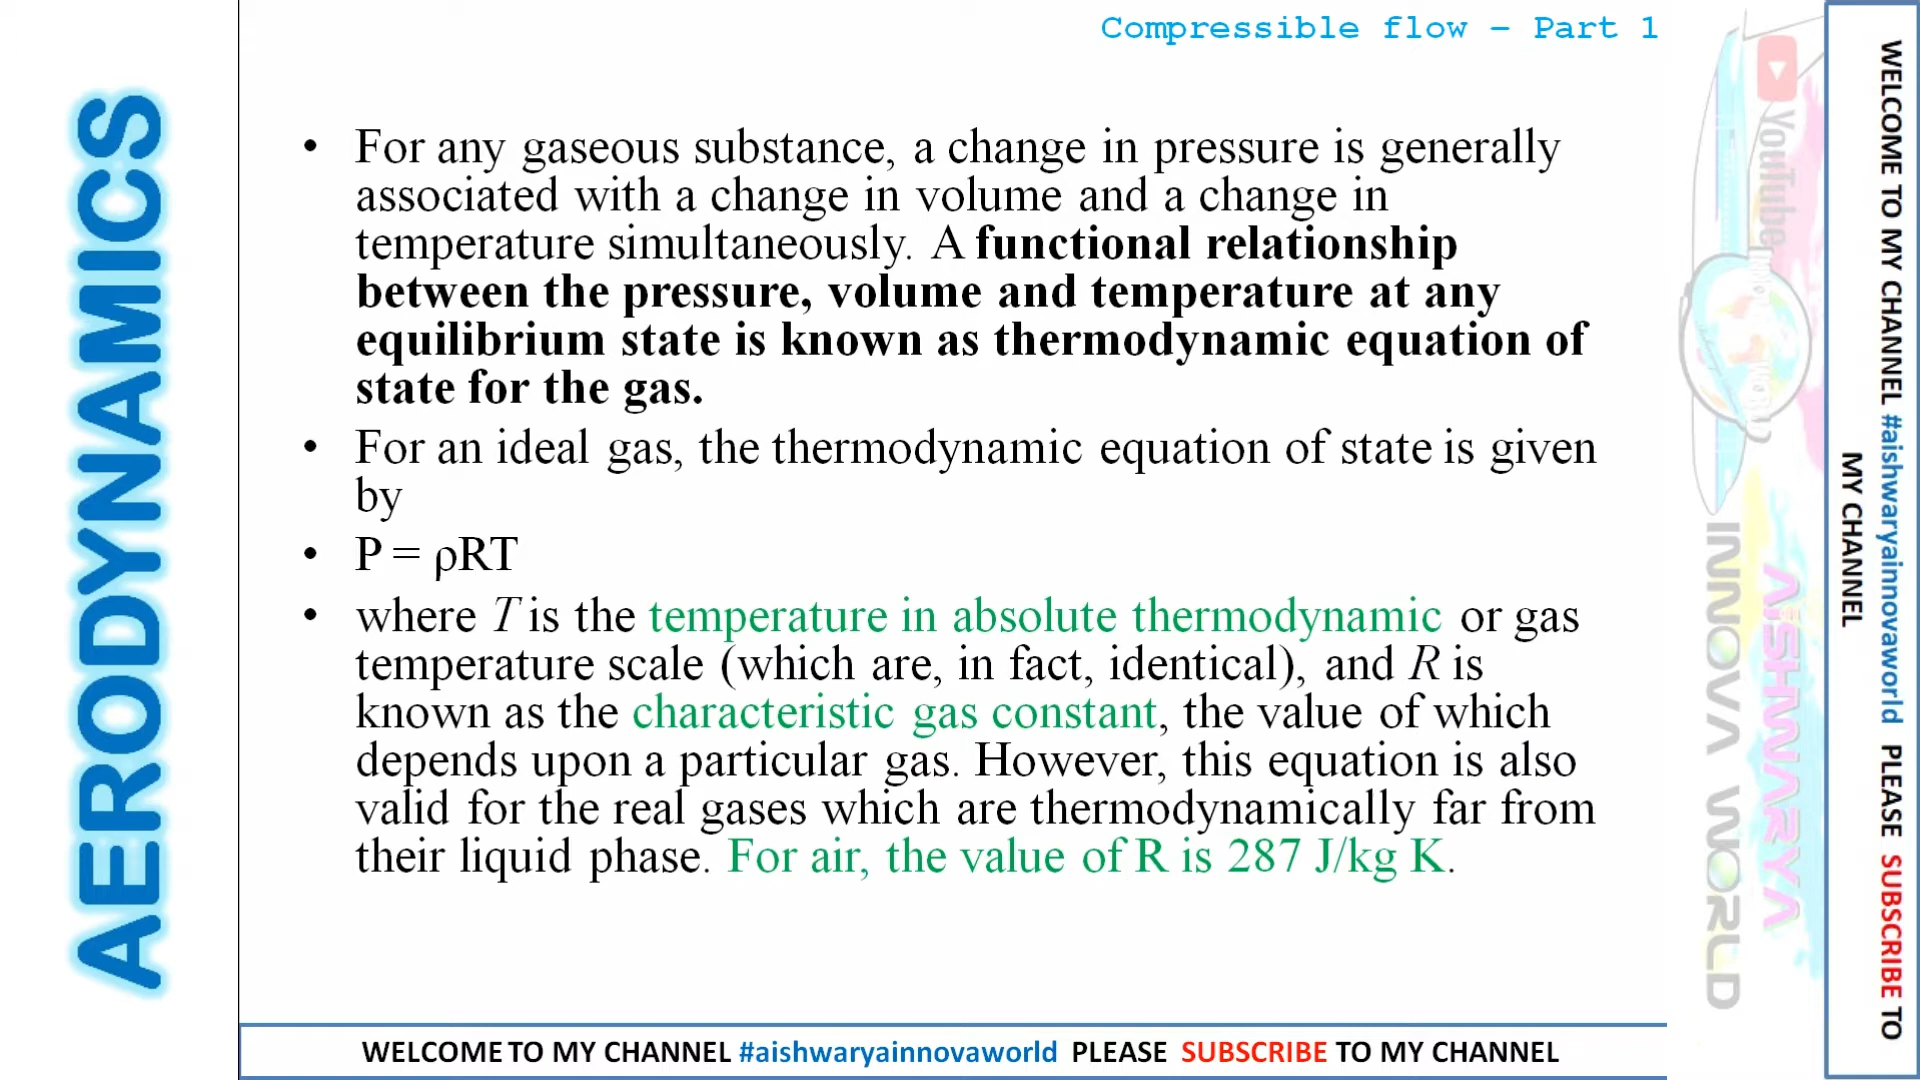 Compressible flow – Part 1
AERODYNAMICS
• For any gaseous substance, a change in pressure is generally
associated with a change in volume and a change in
temperature simultaneously. A functional relationship
between the pressure, volume and temperature at any
equilibrium state is known as thermodynamic equation of
state for the gas.
• For an ideal gas, the thermodynamic equation of state is given
by
• P = ρRT
• where T is the temperature in absolute thermodynamic or gas
temperature scale (which are, in fact, identical), and R is
known as the characteristic gas constant, the value of which
depends upon a particular gas. However, this equation is also
valid for the real gases which are thermodynamically far from
their liquid phase. For air, the value of R is 287 J/kg K.
YouTube
AISHWARYA
INNOVA WORLD
WELCOME TO MY CHANNEL #aishwaryainnovaworld PLEASE SUBSCRIBE TO
MY CHANNEL
WELCOME TO MY CHANNEL #aishwaryainnovaworld PLEASE SUBSCRIBE TO MY CHANNEL